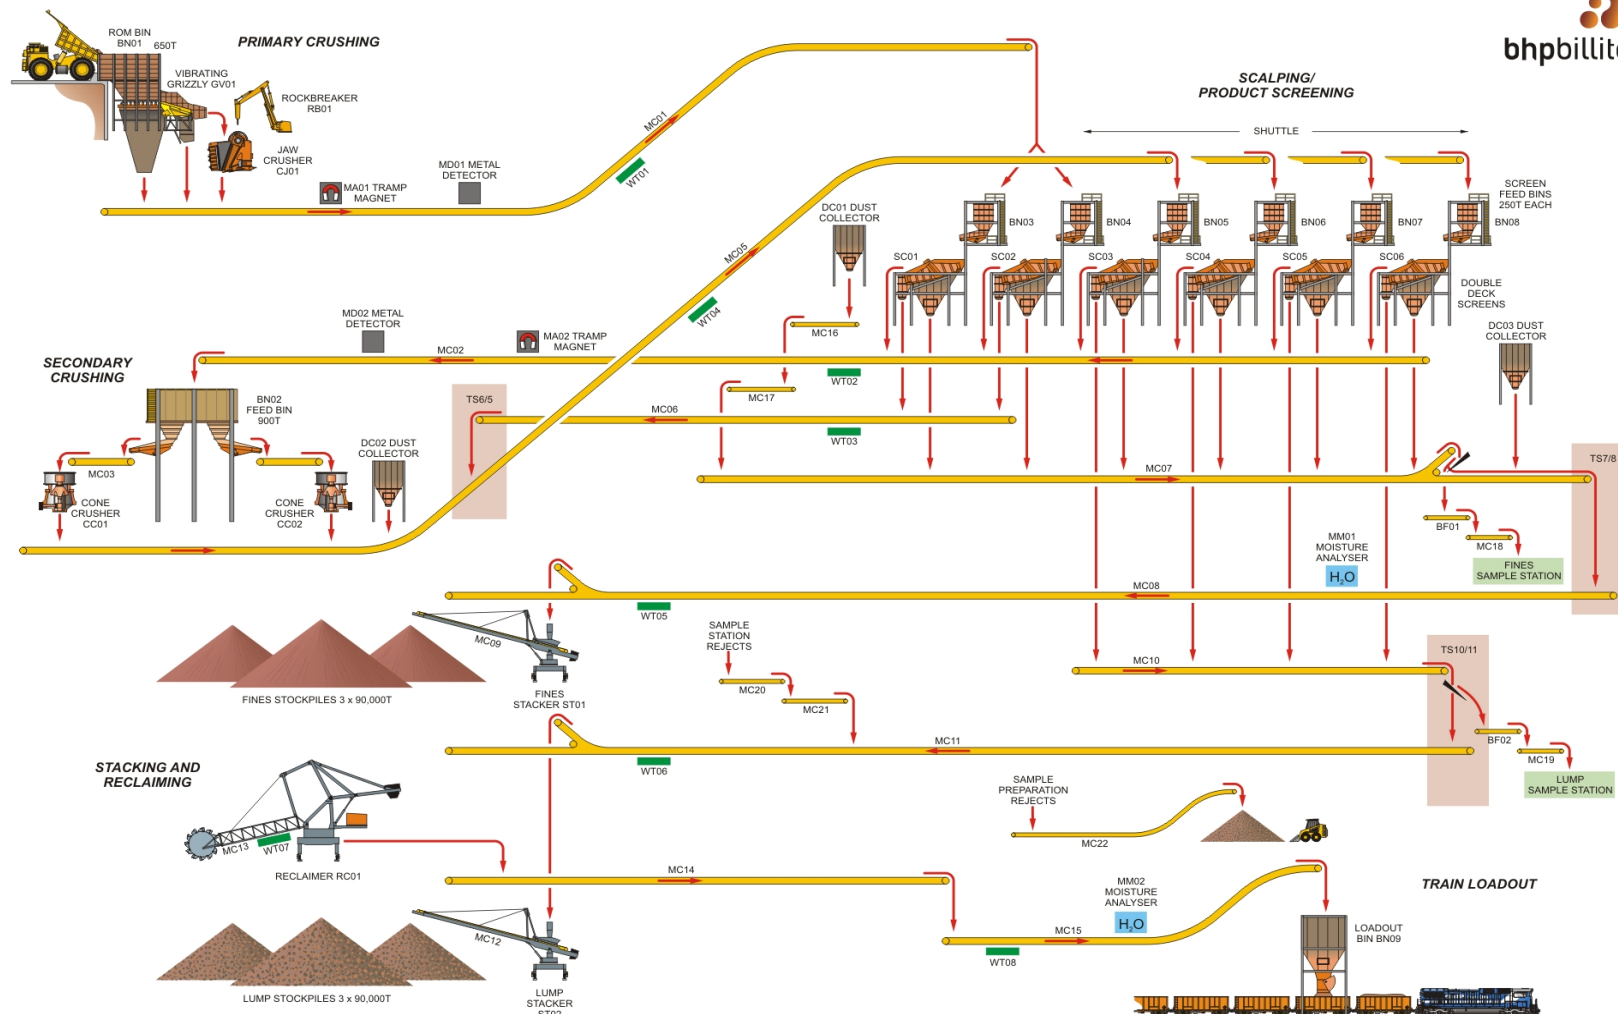 PRIMARY CRUSHING
ROM BIN
BN01
650T
VIBRATING
GRIZZLY GV01
ROCKBREAKER
RB01
JAW
CRUSHER
CJ01
MA01 TRAMP
MAGNET
MD01 METAL
DETECTOR
MC01
WT01
bhpbillito
SCALPING/
PRODUCT SCREENING
SHUTTLE
SCREEN
FEED BINS
250T EACH
BN03
BN04
BN05
BN06
BN07
BN08
SC01
SC02
SC03
SC04
SC05
SC06
DOUBLE
DECK
SCREENS
DC01 DUST
COLLECTOR
MC05
WT04
MC16
MC17
DC03 DUST
COLLECTOR
SECONDARY
CRUSHING
MD02 METAL
DETECTOR
MA02 TRAMP
MAGNET
MC02
WT02
BN02
FEED BIN
900T
TS6/5
MC06
WT03
DC02 DUST
COLLECTOR
MC03
CONE
CRUSHER
CC01
CONE
CRUSHER
CC02
MC07
TS7/8
BF01
MC18
FINES
SAMPLE STATION
MM01
MOISTURE
ANALYSER
H2O
MC08
WT05
MC09
FINES STOCKPILES 3 x 90,000T
FINES
STACKER ST01
SAMPLE
STATION
REJECTS
MC20
MC21
MC10
TS10/11
BF02
MC19
LUMP
SAMPLE STATION
MC11
WT06
STACKING AND
RECLAIMING
MC13
WT07
RECLAIMER RC01
SAMPLE
PREPARATION
REJECTS
MC22
MC14
MC12
LUMP STOCKPILES 3 x 90,000T
LUMP
STACKER
ST02
MM02
MOISTURE
ANALYSER
H2O
MC15
WT08
TRAIN LOADOUT
LOADOUT
BIN BN09